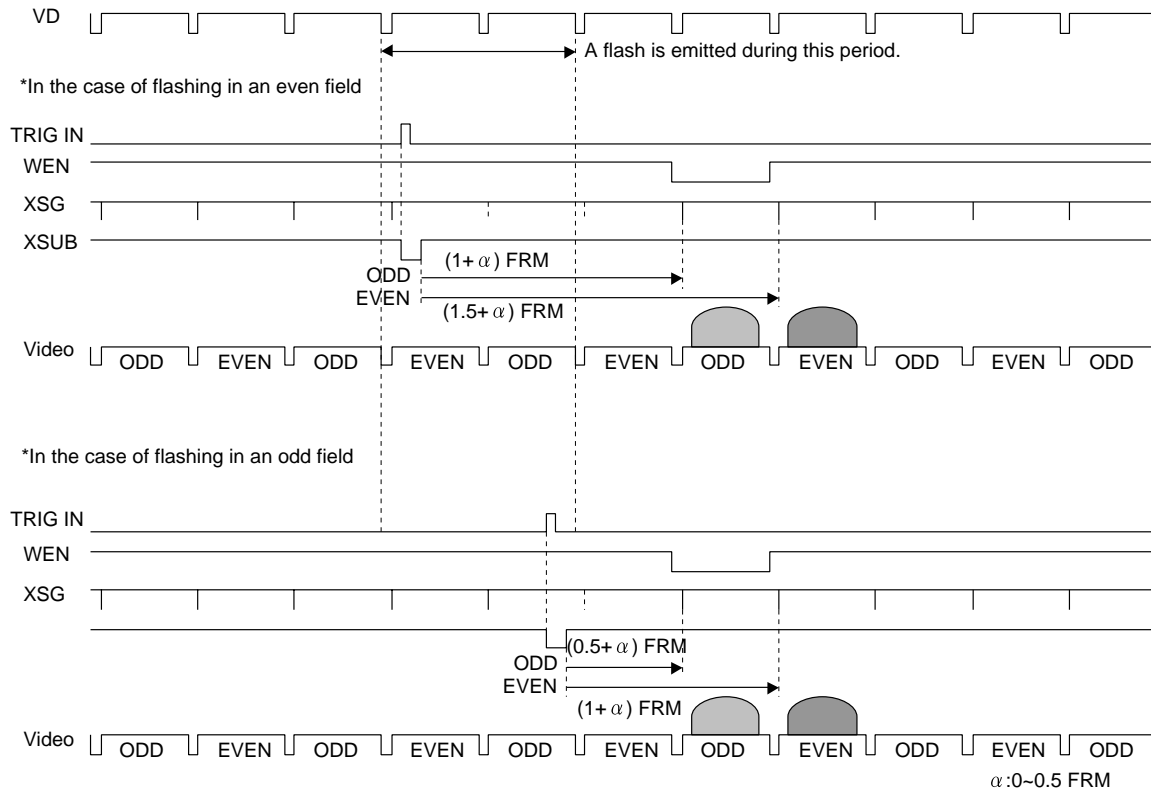 VD
A flash is emitted during this period.
*In the case of flashing in an even field
TRIG IN
WEN
XSG
XSUB
(1+α) FRM
ODD
EVEN
(1.5+α) FRM
Video ODD EVEN ODD EVEN ODD EVEN ODD EVEN ODD EVEN ODD
*In the case of flashing in an odd field
TRIG IN
WEN
XSG
(0.5+α) FRM
ODD
EVEN
(1+α) FRM
Video ODD EVEN ODD EVEN ODD EVEN ODD EVEN ODD EVEN ODD
α:0~0.5 FRM